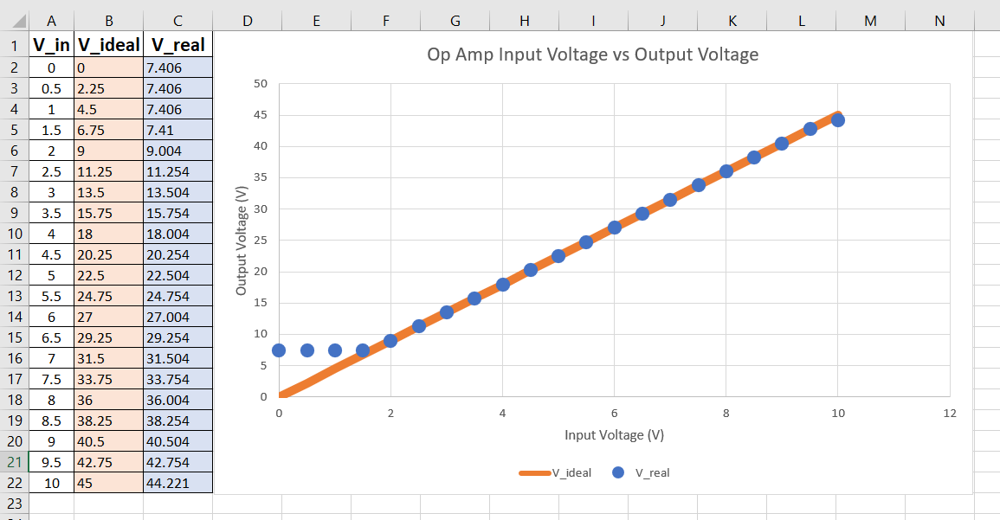 A B C D E F G H I J K L M N
1 V_in V_ideal V_real
2 0 0 7.406
3 0.5 2.25 7.406
4 1 4.5 7.406
5 1.5 6.75 7.41
6 2 9 9.004
7 2.5 11.25 11.254
8 3 13.5 13.504
9 3.5 15.75 15.754
10 4 18 18.004
11 4.5 20.25 20.254
12 5 22.5 22.504
13 5.5 24.75 24.754
14 6 27 27.004
15 6.5 29.25 29.254
16 7 31.5 31.504
17 7.5 33.75 33.754
18 8 36 36.004
19 8.5 38.25 38.254
20 9 40.5 40.504
21 9.5 42.75 42.754
22 10 45 44.221
23
Op Amp Input Voltage vs Output Voltage
Output Voltage (V)
50
45
40
35
30
25
20
15
10
5
0
0 2 4 6 8 10 12
Input Voltage (V)
V_ideal V_real